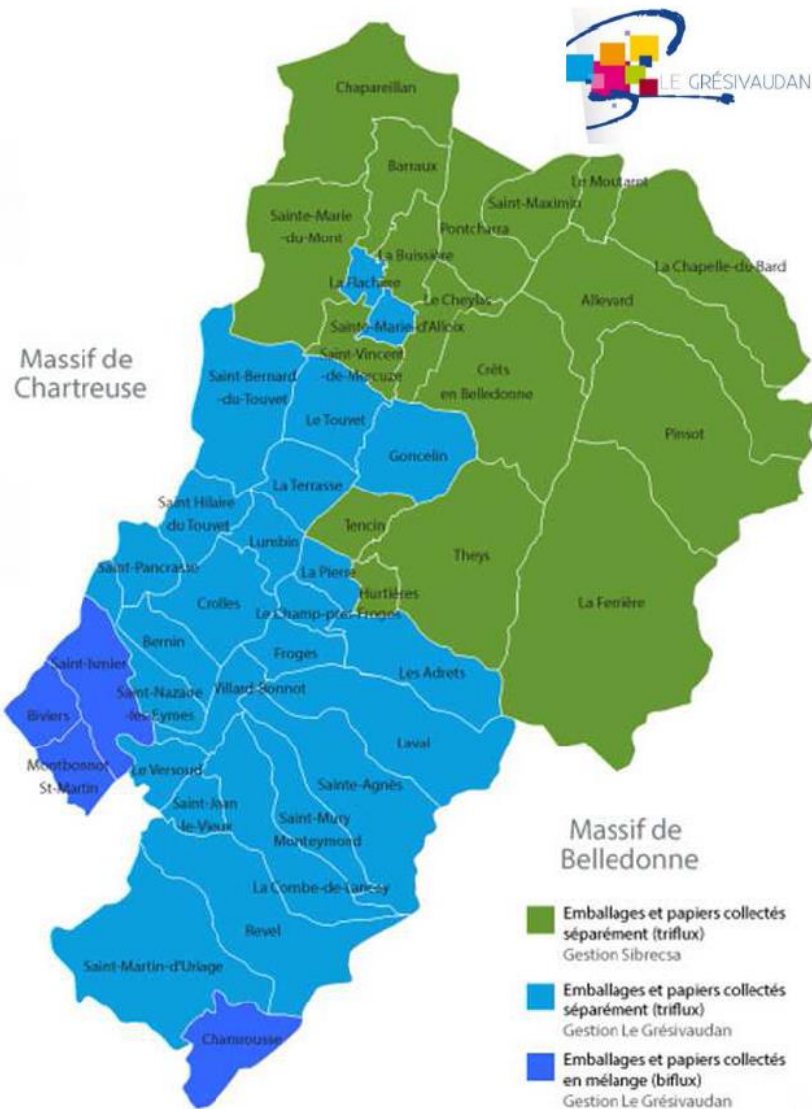 LE GRÉSIVAUDAN
Chapareillan
Barraux
Le Moutaret
Saint-Maximin
Sainte-Marie
-du-Mont
Pontcharra
La Buissière
La Chapelle-du-Bard
La Flachère
Le Cheylas
Allevard
Sainte-Marie-d'Alloix
Massif de
Chartreuse
Saint-Vincent
-de-Mercuze
Saint-Bernard
-du-Touvet
Crêts
en Belledonne
Le Touvet
Pinsot
Goncelin
La Terrasse
Saint Hilaire
du Touvet
Tencin
Lumbin
Theys
Saint-Pancrasse
La Pierre
Hurtières
Crolles
La Ferrière
Le Champ-près-Froges
Bernin
Froges
Saint-Ismier
Les Adrets
Villard-Bonnot
Saint-Nazaire
-les-Eymes
Biviers
Laval
Montbonnot
St-Martin
Le Versoud
Sainte-Agnès
Saint-Jean
-le-Vieux
Saint-Mury
Monteymond
Massif de
Belledonne
La Combe-de-Lancey
Revel
Saint-Martin-d'Uriage
Chamrousse
Emballages et papiers collectés
séparément (triflux)
Gestion Sibrecsa
Emballages et papiers collectés
séparément (triflux)
Gestion Le Grésivaudan
Emballages et papiers collectés
en mélange (biflux)
Gestion Le Grésivaudan